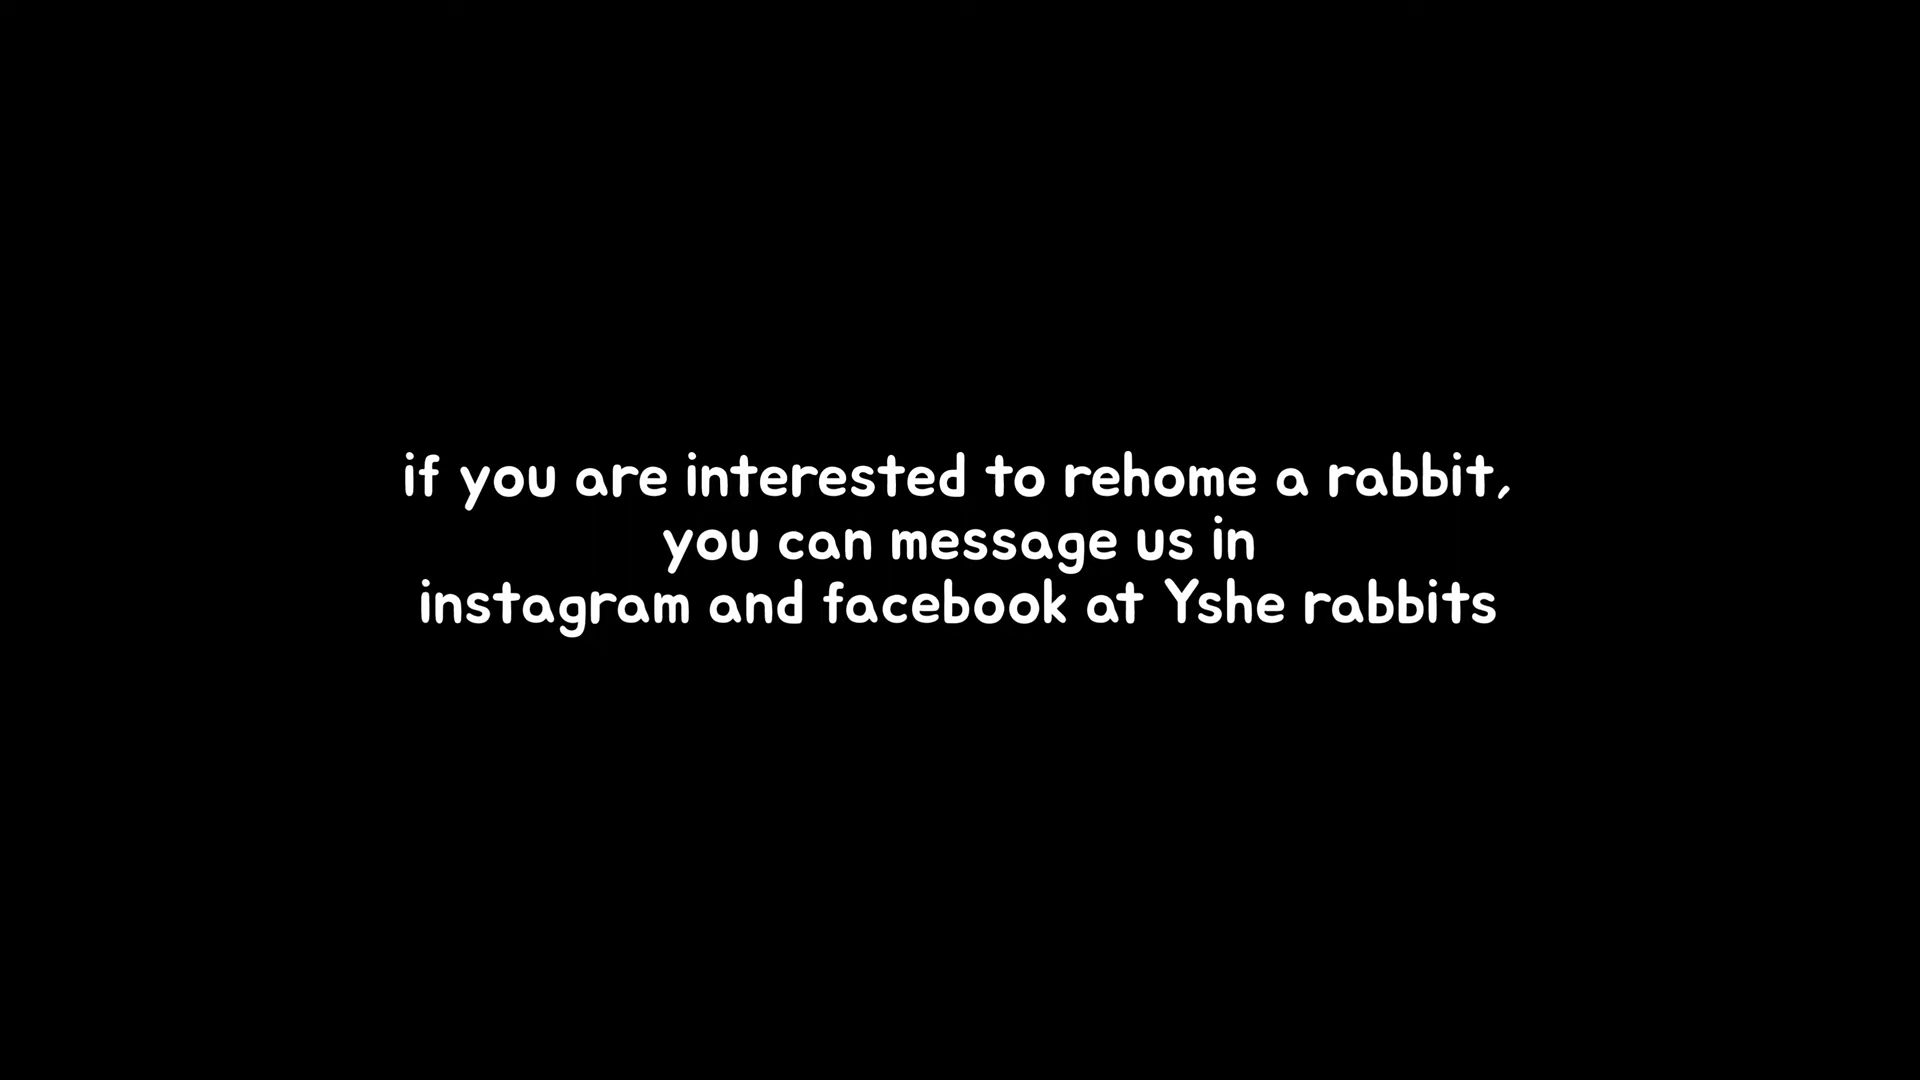 if you are interested to rehome a rabbit,
you can message us in
instagram and facebook at Yshe rabbits